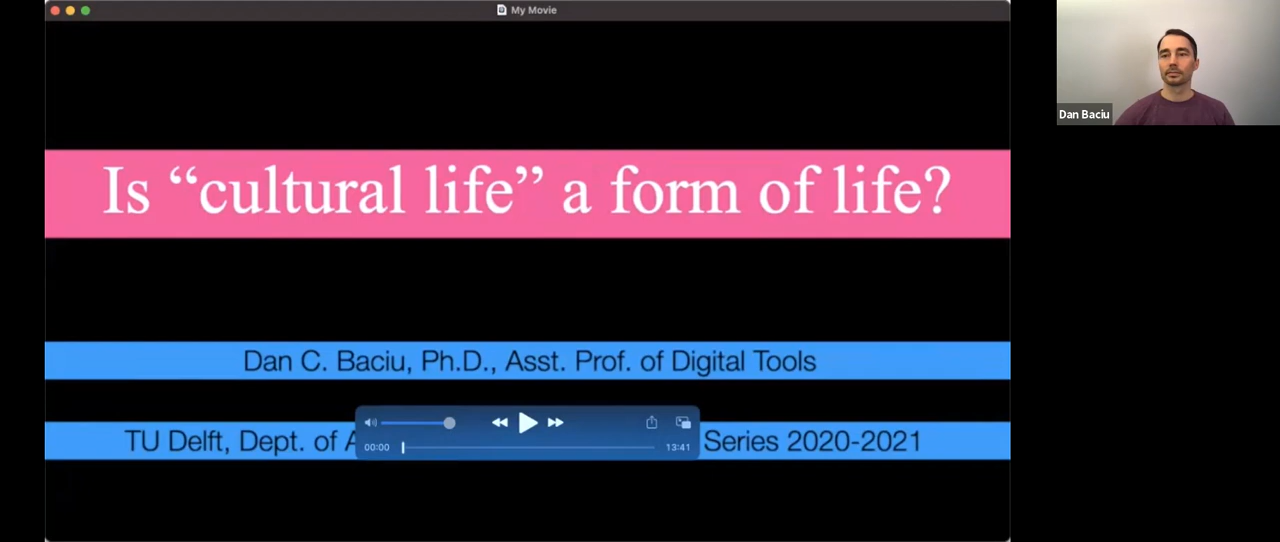 My Movie
Is “cultural life” a form of life?
Dan C. Baciu, Ph.D., Asst. Prof. of Digital Tools
TU Delft, Dept. of Series 2020-2021
00:00
13:41
Dan Baciu